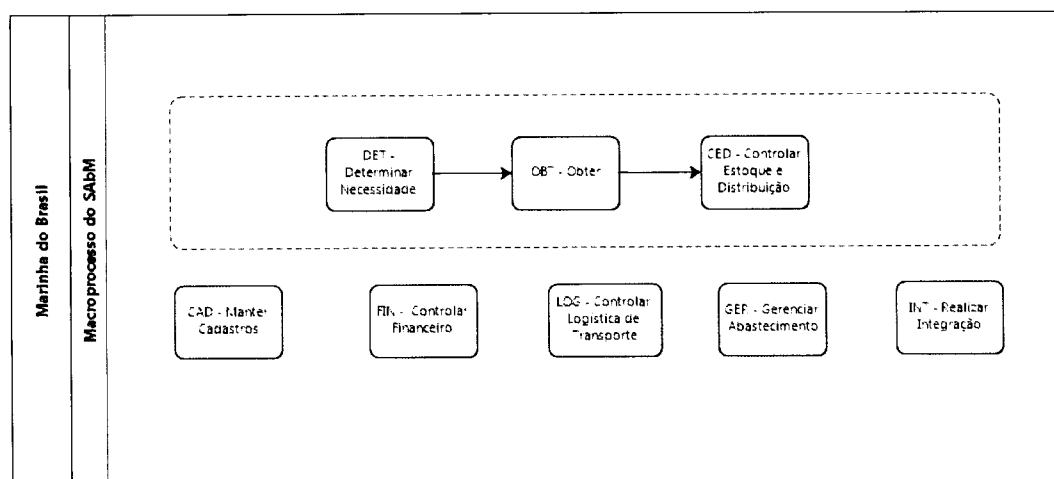 Marinha do Brasil
Macroprocesso do SAbM
DET -
Determinar
Necessidade
OBT - Obter
CED - Controlar
Estoque e
Distribuição
CAD - Manter
Cadastros
FIN - Controlar
Financeiro
LOG - Controlar
Logística de
Transporte
GER - Gerenciar
Abastecimento
INT - Realizar
Integração